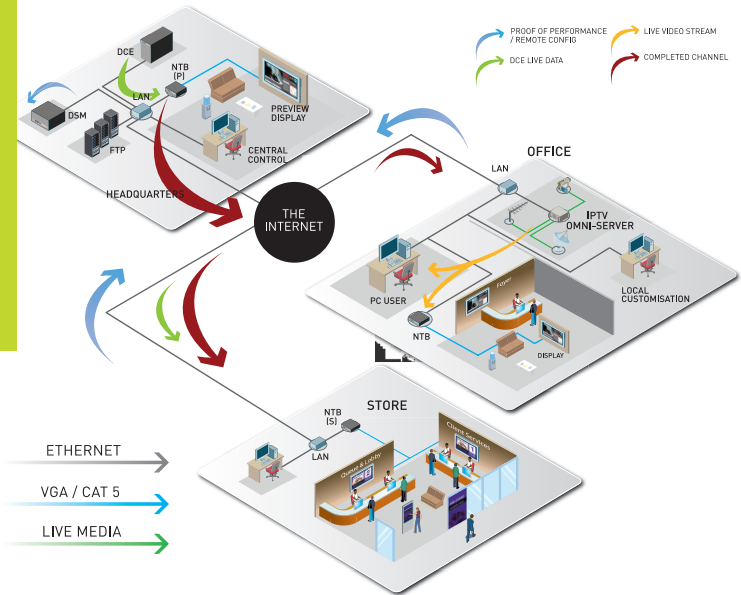 PROOF OF PERFORMANCE
/ REMOTE CONFIG
LIVE VIDEO STREAM
DCE LIVE DATA
COMPLETED CHANNEL
DCE
NTB
(P)
LAN
DSM
FTP
PREVIEW
DISPLAY
CENTRAL
CONTROL
HEADQUARTERS
THE
INTERNET
OFFICE
LAN
IPTV
OMNI-SERVER
PC USER
LOCAL
CUSTOMISATION
Foyer
NTB
DISPLAY
STORE
NTB
(S)
LAN
Client Services
1
Queue & Lobby
ETHERNET
VGA / CAT 5
LIVE MEDIA